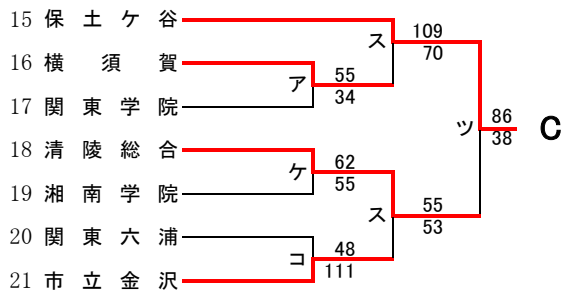 15 保土ケ谷
ス 109
70
16 横須賀
ア 55
34
17 関東学院
ツ 86
38
C
18 清陵総合
ケ 62
55
19 湘南学院
ス 55
53
20 関東六浦
コ 48
111
21 市立金沢